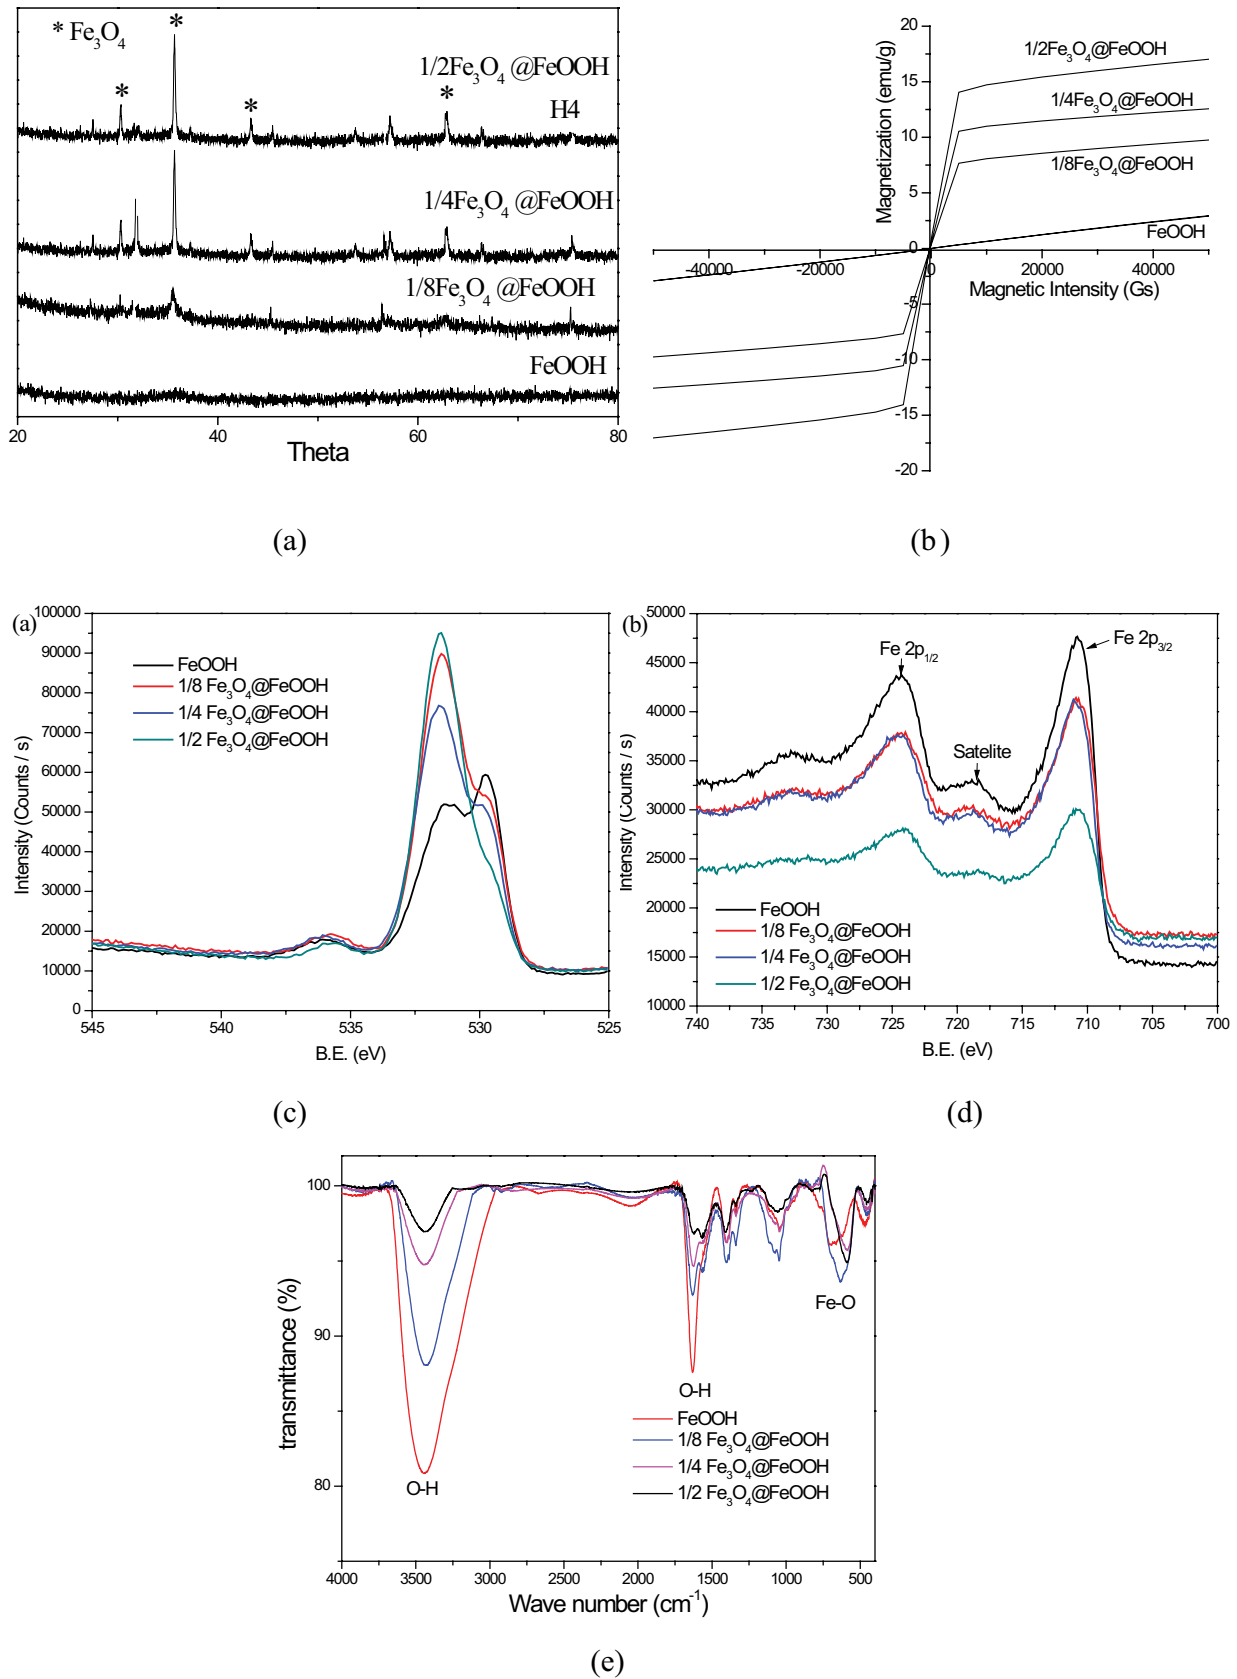 * Fe₃O₄
*
1/2Fe₃O₄ @FeOOH
*
*
*
H4
1/4Fe₃O₄ @FeOOH
1/8Fe₃O₄ @FeOOH
FeOOH
20 40 60 80
Theta
(a)
Magnetization (emu/g)
20
15
10
5
0
-5
-10
-15
-20
1/2Fe₃O₄@FeOOH
1/4Fe₃O₄@FeOOH
1/8Fe₃O₄@FeOOH
FeOOH
-40000 -20000 0 20000 40000
Magnetic Intensity (Gs)
(b)
(a)
Intensity (Counts / s)
100000
90000
80000
70000
60000
50000
40000
30000
20000
10000
0
FeOOH
1/8 Fe₃O₄@FeOOH
1/4 Fe₃O₄@FeOOH
1/2 Fe₃O₄@FeOOH
545 540 535 530 525
B.E. (eV)
(c)
(b)
Intensity (Counts / s)
50000
45000
40000
35000
30000
25000
20000
15000
10000
Fe 2p₁/₂
Fe 2p₃/₂
Satelite
FeOOH
1/8 Fe₃O₄@FeOOH
1/4 Fe₃O₄@FeOOH
1/2 Fe₃O₄@FeOOH
740 735 730 725 720 715 710 705 700
B.E. (eV)
(d)
transmittance (%)
100
90
80
O-H
O-H
Fe-O
FeOOH
1/8 Fe₃O₄@FeOOH
1/4 Fe₃O₄@FeOOH
1/2 Fe₃O₄@FeOOH
4000 3500 3000 2500 2000 1500 1000 500
Wave number (cm⁻¹)
(e)